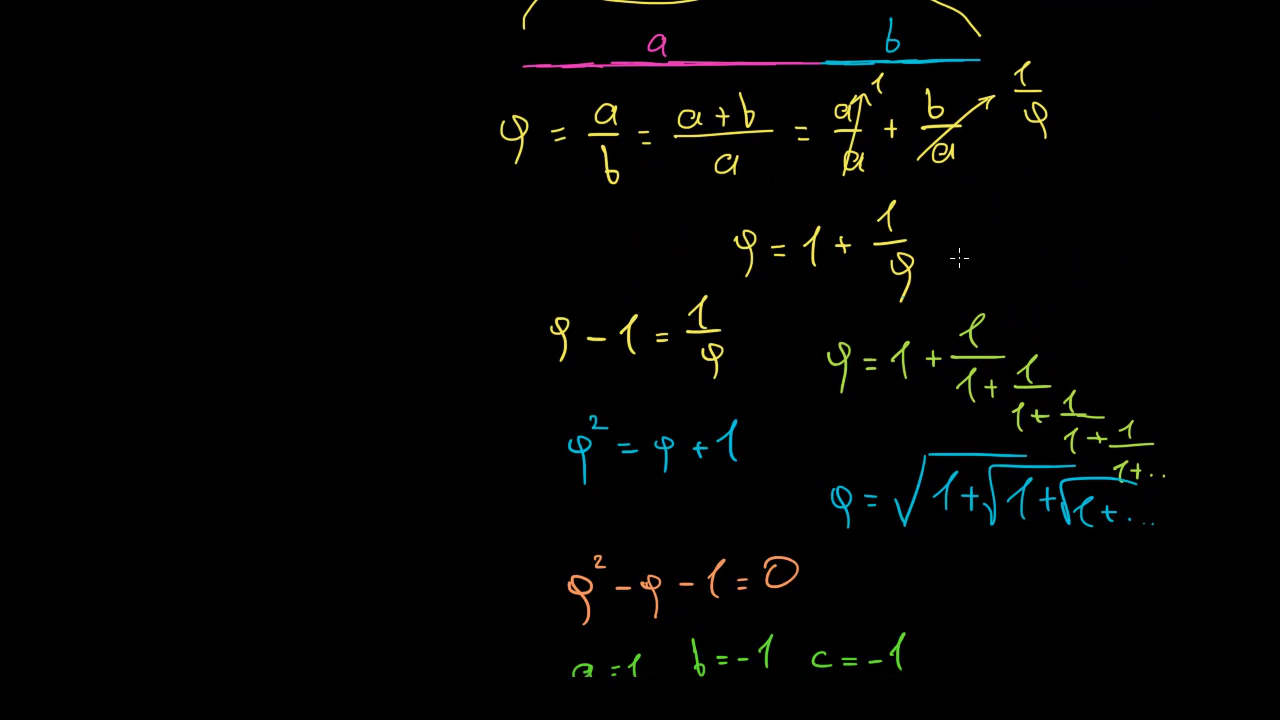 a b
φ = a/b = (a+b)/a = a/a ↗ 1 + b/a → 1/φ
φ = 1 + 1/φ
φ - 1 = 1/φ
φ = 1 + 1/(1 + 1/(1 + 1/(1 + 1/(1 + ..
φ² = φ + 1
φ = √(1 + √(1 + √(1 + ...
φ² - φ - 1 = 0
a = 1 b = -1 c = -1